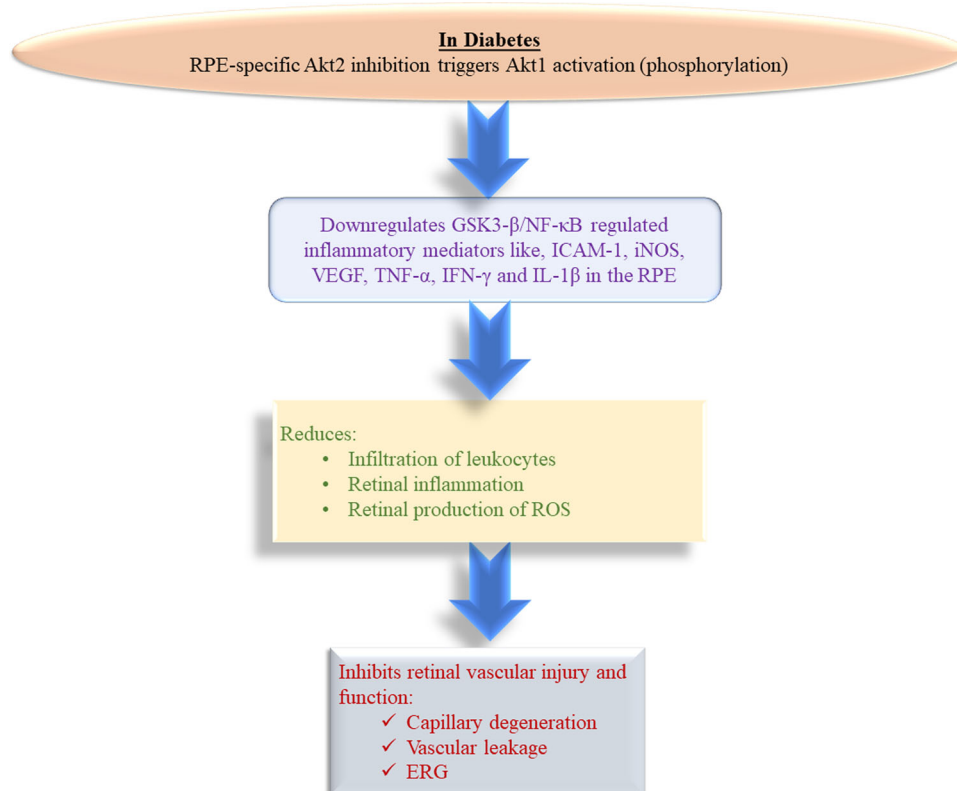 In Diabetes
RPE-specific Akt2 inhibition triggers Akt1 activation (phosphorylation)
Downregulates GSK3-β/NF-κB regulated
inflammatory mediators like, ICAM-1, iNOS,
VEGF, TNF-α, IFN-γ and IL-1β in the RPE
Reduces:
• Infiltration of leukocytes
• Retinal inflammation
• Retinal production of ROS
Inhibits retinal vascular injury and
function:
✓ Capillary degeneration
✓ Vascular leakage
✓ ERG